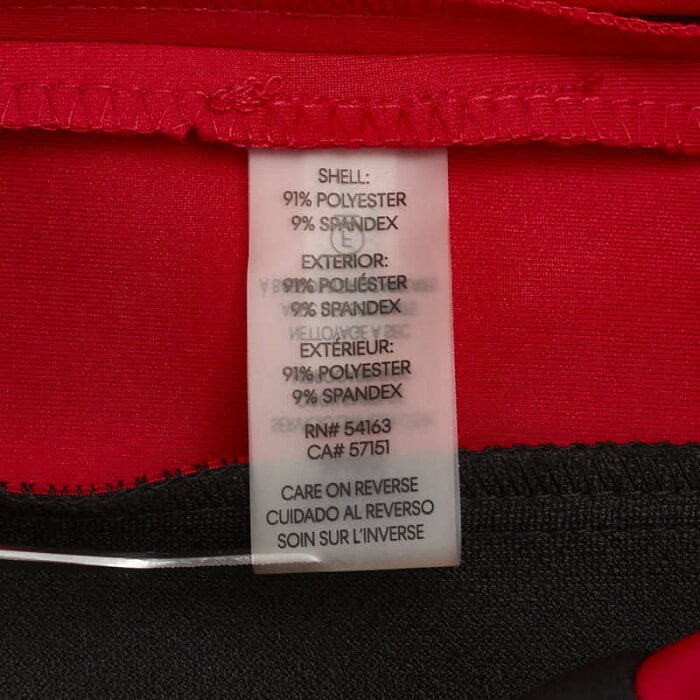 SHELL:
91% POLYESTER
9% SPANDEX
EXTERIOR:
91% POLIÉSTER
9% SPANDEX
EXTÉRIEUR:
91% POLYESTER
9% SPANDEX
RN# 54163
CA# 57151
CARE ON REVERSE
CUIDADO AL REVERSO
SOIN SUR L'INVERSE